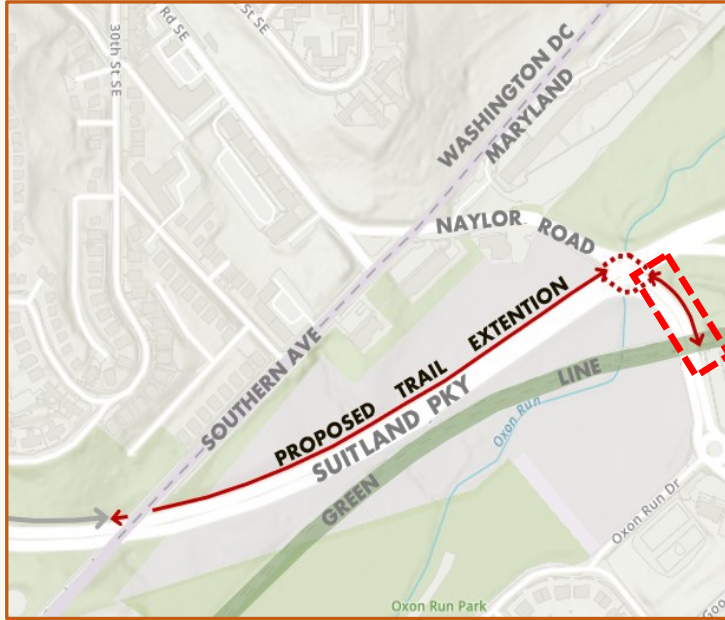 30th St SE
Rd SE
St SE
WASHINGTON DC
MARYLAND
NAYLOR ROAD
SOUTHERN AVE
PROPOSED TRAIL EXTENTION
SUITLAND PKY
GREEN LINE
Oxon Run
Oxon Run Dr
Oxon Run Park
Goo